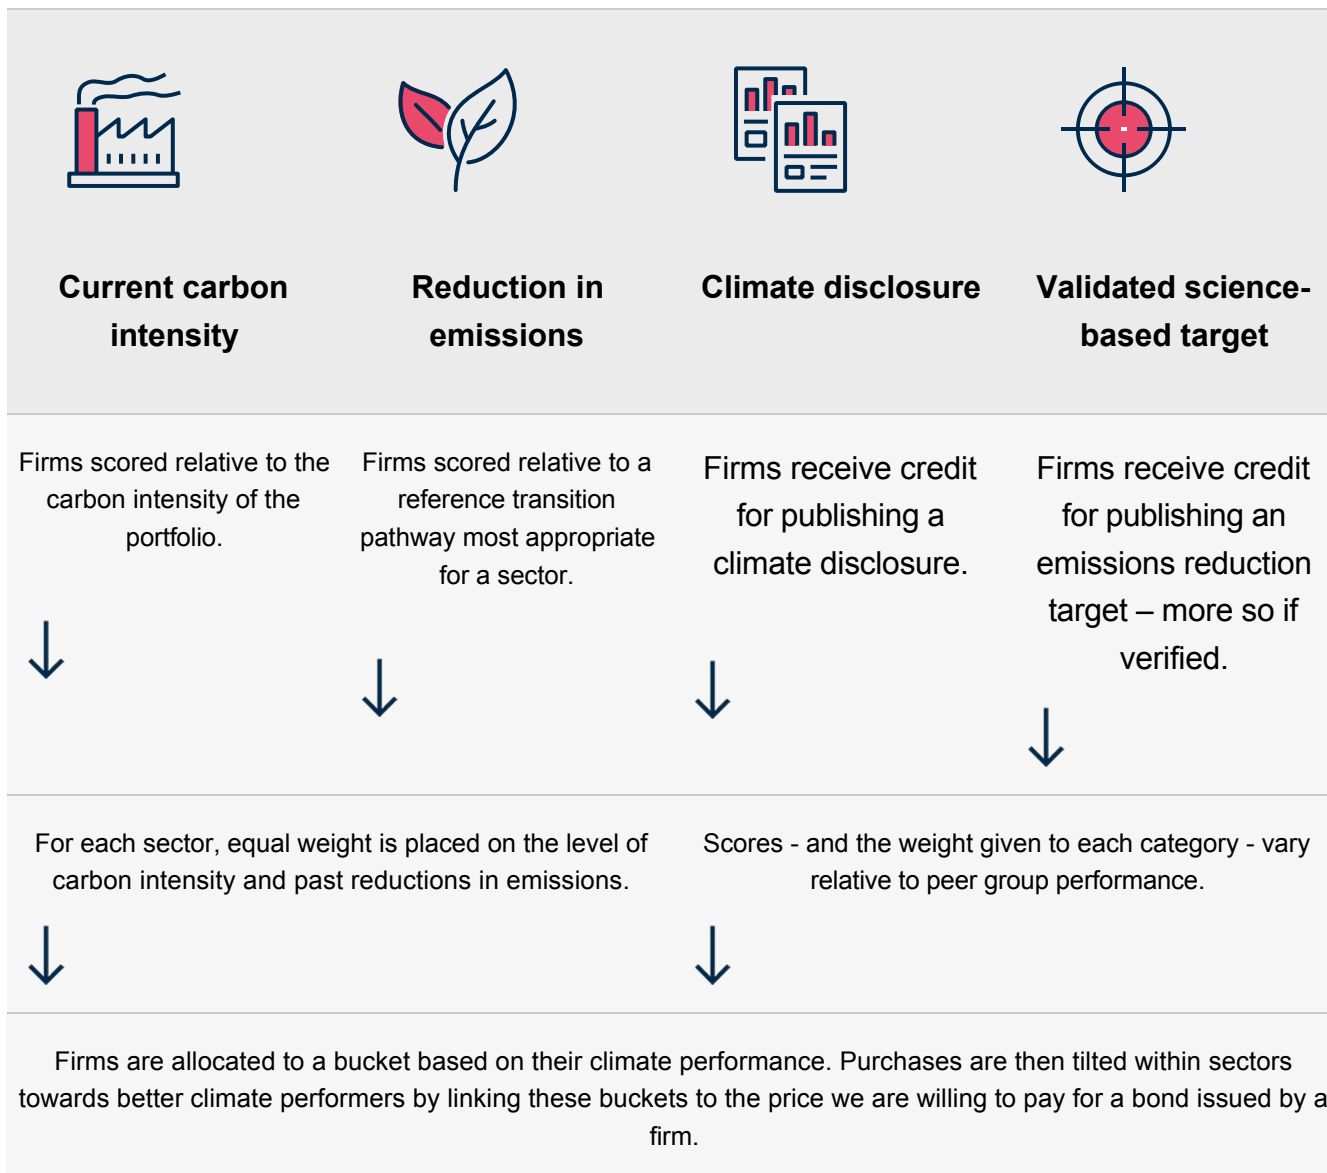 Current carbon
intensity
Reduction in
emissions
Climate disclosure
Validated science-
based target
Firms scored relative to the
carbon intensity of the
portfolio.
Firms scored relative to a
reference transition
pathway most appropriate
for a sector.
Firms receive credit
for publishing a
climate disclosure.
Firms receive credit
for publishing an
emissions reduction
target – more so if
verified.
For each sector, equal weight is placed on the level of
carbon intensity and past reductions in emissions.
Scores - and the weight given to each category - vary
relative to peer group performance.
Firms are allocated to a bucket based on their climate performance. Purchases are then tilted within sectors
towards better climate performers by linking these buckets to the price we are willing to pay for a bond issued by a
firm.